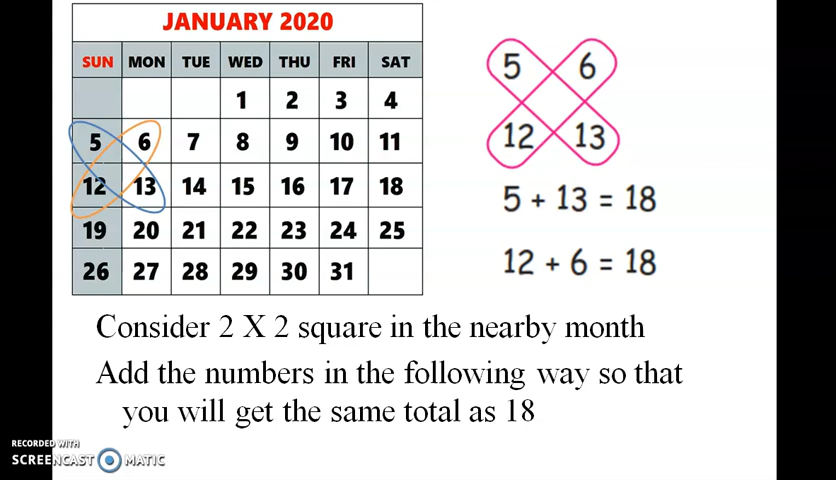 JANUARY 2020
SUN MON TUE WED THU FRI SAT
1 2 3 4
5 6 7 8 9 10 11
12 13 14 15 16 17 18
19 20 21 22 23 24 25
26 27 28 29 30 31
5 6
12 13
5 + 13 = 18
12 + 6 = 18
Consider 2 X 2 square in the nearby month
Add the numbers in the following way so that
you will get the same total as 18
RECORDED WITH
SCREENCAST MATIC